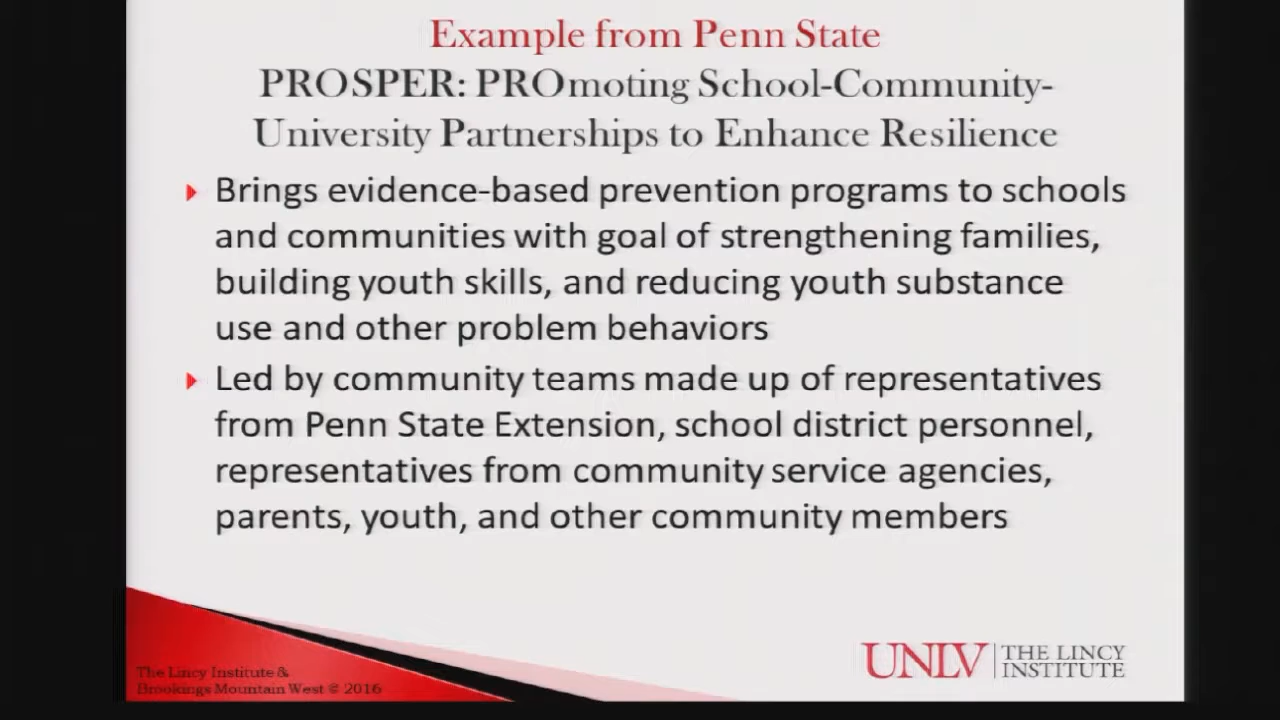 Example from Penn State
PROSPER: PROmoting School-Community-
University Partnerships to Enhance Resilience
Brings evidence-based prevention programs to schools
and communities with goal of strengthening families,
building youth skills, and reducing youth substance
use and other problem behaviors
Led by community teams made up of representatives
from Penn State Extension, school district personnel,
representatives from community service agencies,
parents, youth, and other community members
The Lincy Institute &
Brookings Mountain West © 2016
UNLV THE LINCY
INSTITUTE